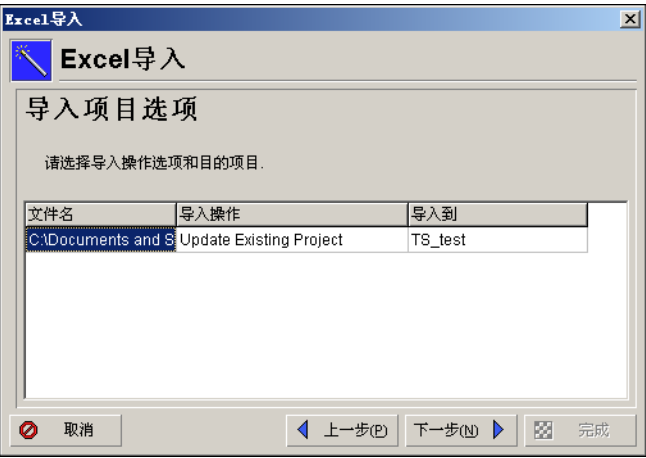 Excel导入
Excel导入
导入项目选项
请选择导入操作选项和目的项目.
文件名 导入操作 导入到
C:\Documents and S Update Existing Project TS_test
取消 上一步(P) 下一步(N) 完成